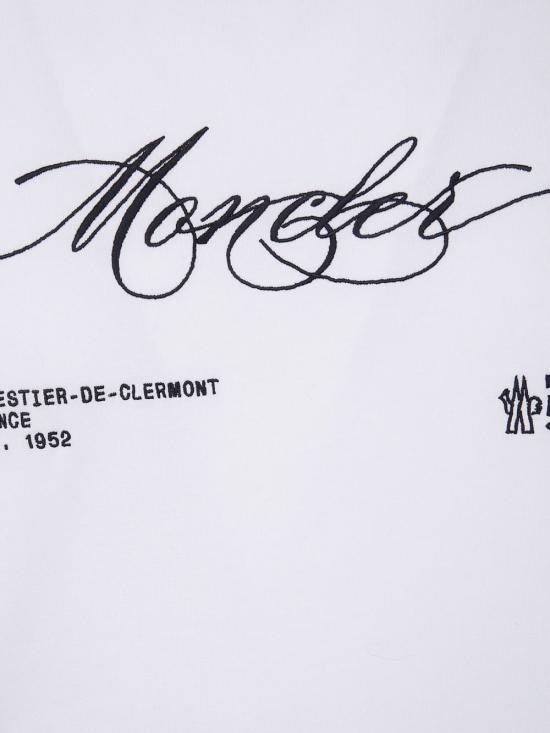 Moncler
ESTIER-DE-CLERMONT
NCE
. 1952